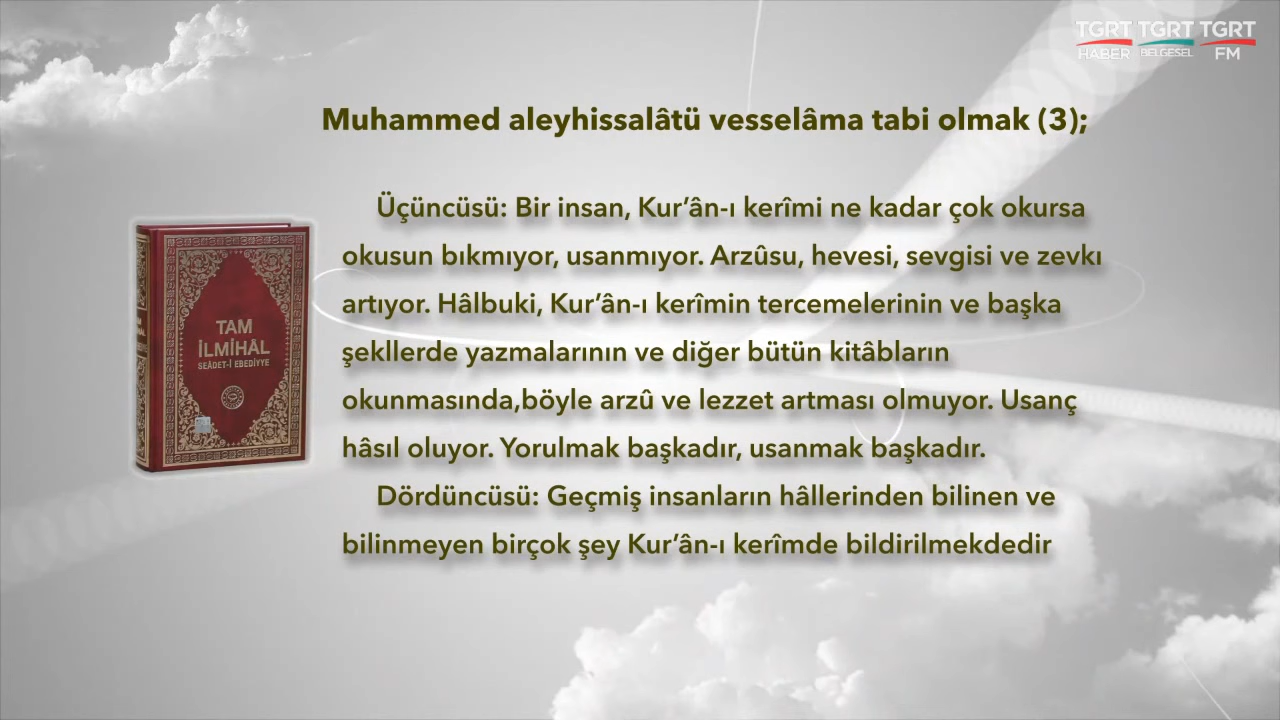 TGRT TGRT TGRT
HABER BELGESEL FM
Muhammed aleyhissalâtü vesselâma tabi olmak (3);
Üçüncüsü: Bir insan, Kur’ân-ı kerîmi ne kadar çok okursa
okusun bıkmıyor, usanmıyor. Arzûsu, hevesi, sevgisi ve zevkı
artıyor. Hâlbuki, Kur’ân-ı kerîmin tercemelerinin ve başka
şekllerde yazmalarının ve diğer bütün kitâbların
okunmasında,böyle arzû ve lezzet artması olmuyor. Usanç
hâsıl oluyor. Yorulmak başkadır, usanmak başkadır.
Dördüncüsü: Geçmiş insanların hâllerinden bilinen ve
bilinmeyen birçok şey Kur’ân-ı kerîmde bildirilmekdedir
TAM
İLMİHÂL
SEÂDET-İ EBEDİYYE